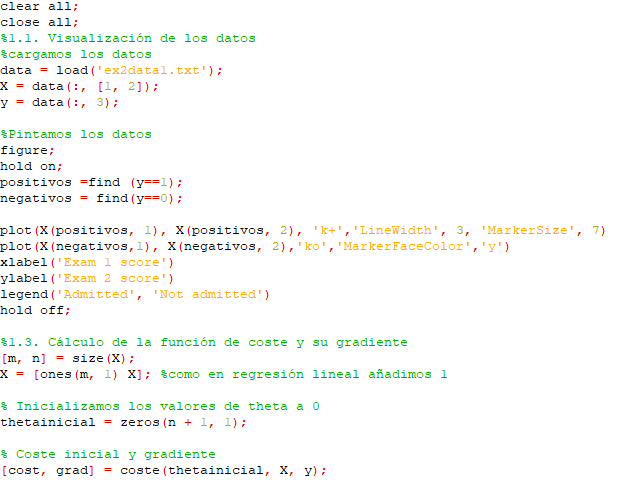 clear all;
close all;
%1.1. Visualización de los datos
%cargamos los datos
data = load('ex2data1.txt');
X = data(:, [1, 2]);
y = data(:, 3);
%Pintamos los datos
figure;
hold on;
positivos =find (y==1);
negativos = find(y==0);
plot(X(positivos, 1), X(positivos, 2), 'k+','LineWidth', 3, 'MarkerSize', 7)
plot(X(negativos,1), X(negativos, 2),'ko','MarkerFaceColor','y')
xlabel('Exam 1 score')
ylabel('Exam 2 score')
legend('Admitted', 'Not admitted')
hold off;
%1.3. Cálculo de la función de coste y su gradiente
[m, n] = size(X);
X = [ones(m, 1) X]; %como en regresión lineal añadimos 1
% Inicializamos los valores de theta a 0
thetainicial = zeros(n + 1, 1);
% Coste inicial y gradiente
[cost, grad] = coste(thetainicial, X, y);